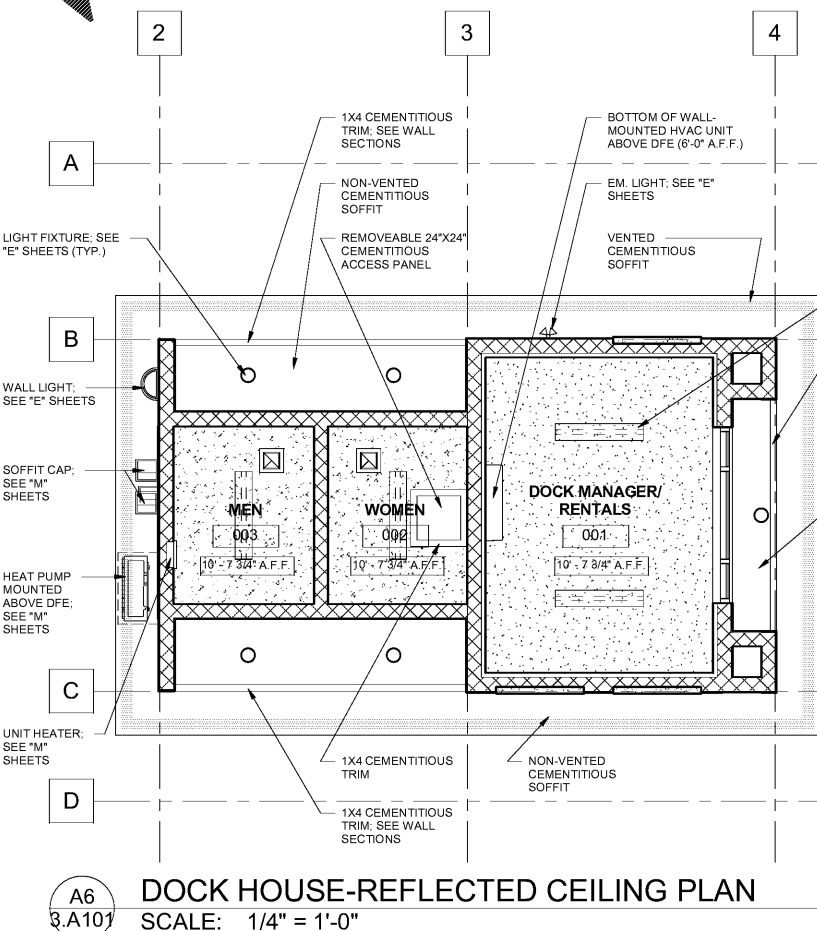 2
3
4
1X4 CEMENTITIOUS
TRIM; SEE WALL
SECTIONS
BOTTOM OF WALL-
MOUNTED HVAC UNIT
ABOVE DFE (6'-0" A.F.F.)
A
NON-VENTED
CEMENTITIOUS
SOFFIT
EM. LIGHT; SEE "E"
SHEETS
LIGHT FIXTURE; SEE
"E" SHEETS (TYP.)
REMOVEABLE 24"X24"
CEMENTITIOUS
ACCESS PANEL
VENTED
CEMENTITIOUS
SOFFIT
B
WALL LIGHT;
SEE "E" SHEETS
SOFFIT CAP;
SEE "M"
SHEETS
MEN
003
10' - 7 3/4" A.F.F.
WOMEN
002
10' - 7 3/4" A.F.F.
DOCK MANAGER/
RENTALS
001
10' - 7 3/4" A.F.F.
HEAT PUMP
MOUNTED
ABOVE DFE;
SEE "M"
SHEETS
C
UNIT HEATER;
SEE "M"
SHEETS
1X4 CEMENTITIOUS
TRIM
NON-VENTED
CEMENTITIOUS
SOFFIT
D
1X4 CEMENTITIOUS
TRIM; SEE WALL
SECTIONS
A6
3.A101
DOCK HOUSE-REFLECTED CEILING PLAN
SCALE: 1/4" = 1'-0"